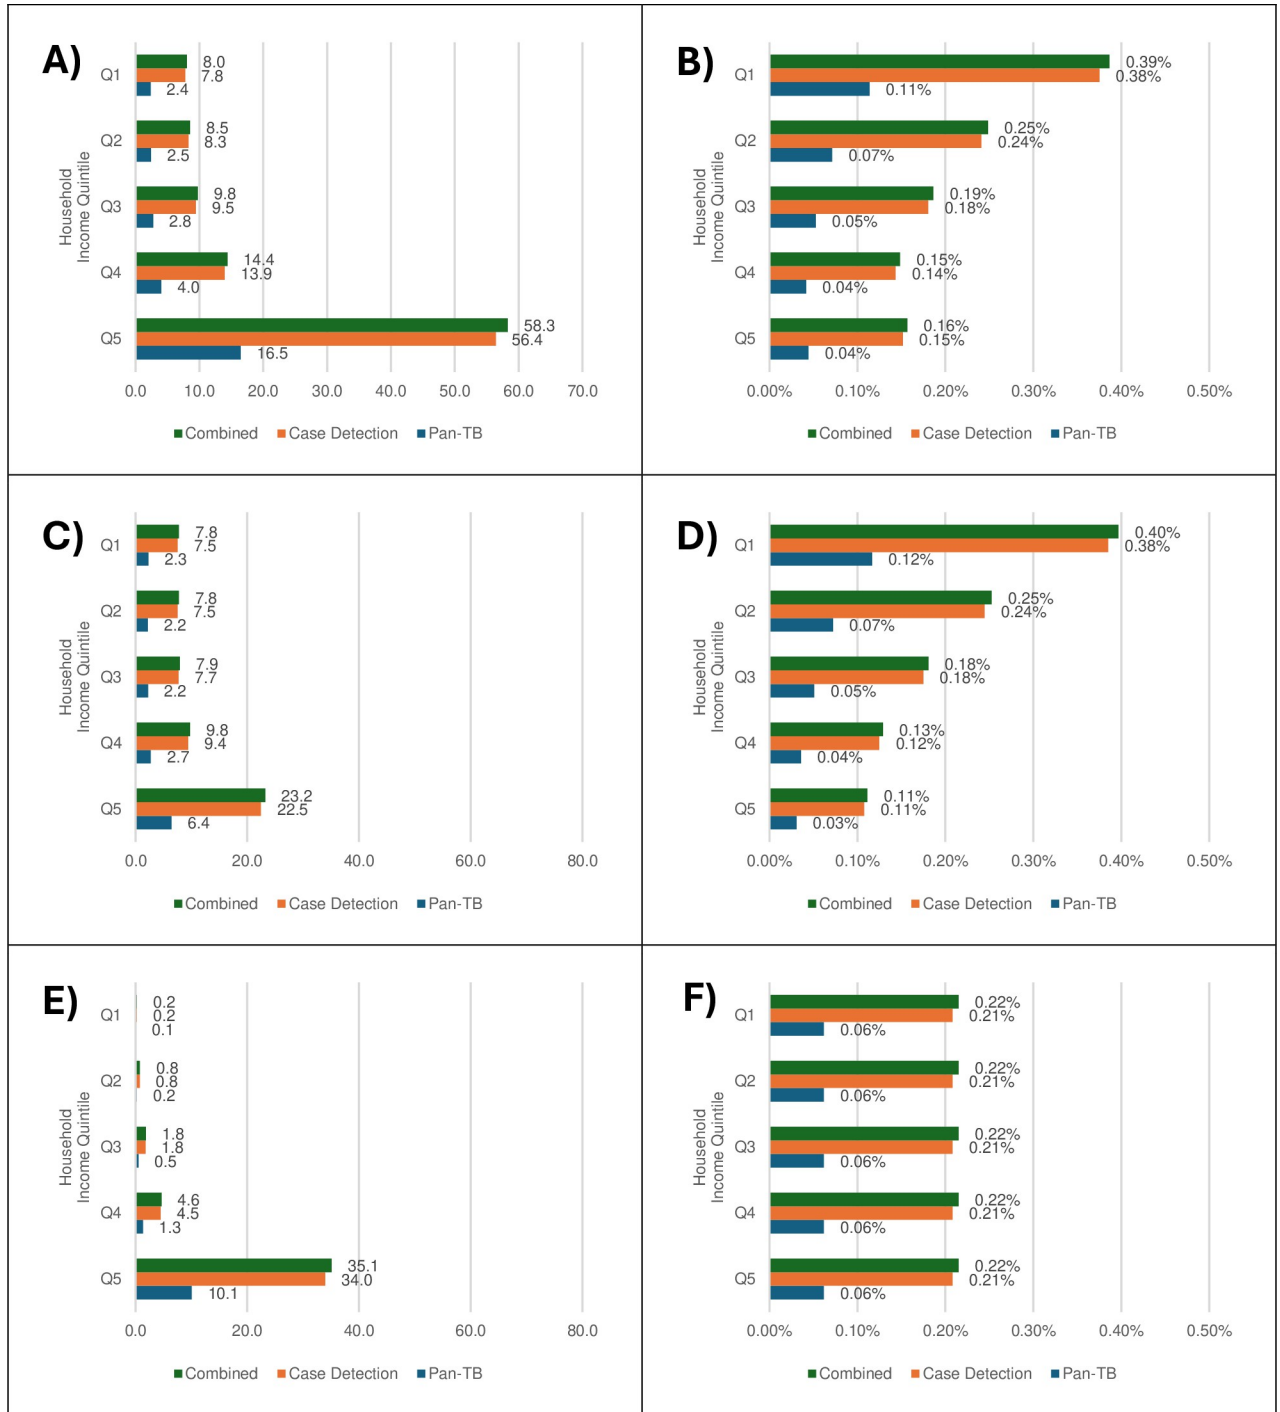 A)
Household
Income Quintile
Q1
8.0
7.8
2.4
Q2
8.5
8.3
2.5
Q3
9.8
9.5
2.8
Q4
14.4
13.9
4.0
Q5
58.3
56.4
16.5
0.0 10.0 20.0 30.0 40.0 50.0 60.0 70.0
Combined Case Detection Pan-TB
B)
Household
Income Quintile
Q1
0.39%
0.38%
0.11%
Q2
0.25%
0.24%
0.07%
Q3
0.19%
0.18%
0.05%
Q4
0.15%
0.14%
0.04%
Q5
0.16%
0.15%
0.04%
0.00% 0.10% 0.20% 0.30% 0.40% 0.50%
Combined Case Detection Pan-TB
C)
Household
Income Quintile
Q1
7.8
7.5
2.3
Q2
7.8
7.5
2.2
Q3
7.9
7.7
2.2
Q4
9.8
9.4
2.7
Q5
23.2
22.5
6.4
0.0 20.0 40.0 60.0 80.0
Combined Case Detection Pan-TB
D)
Household
Income Quintile
Q1
0.40%
0.38%
0.12%
Q2
0.25%
0.24%
0.07%
Q3
0.18%
0.18%
0.05%
Q4
0.13%
0.12%
0.04%
Q5
0.11%
0.11%
0.03%
0.00% 0.10% 0.20% 0.30% 0.40% 0.50%
Combined Case Detection Pan-TB
E)
Household
Income Quintile
Q1
0.2
0.2
0.1
Q2
0.8
0.8
0.2
Q3
1.8
1.8
0.5
Q4
4.6
4.5
1.3
Q5
35.1
34.0
10.1
0.0 20.0 40.0 60.0 80.0
Combined Case Detection Pan-TB
F)
Household
Income Quintile
Q1
0.22%
0.21%
0.06%
Q2
0.22%
0.21%
0.06%
Q3
0.22%
0.21%
0.06%
Q4
0.22%
0.21%
0.06%
Q5
0.22%
0.21%
0.06%
0.00% 0.10% 0.20% 0.30% 0.40% 0.50%
Combined Case Detection Pan-TB